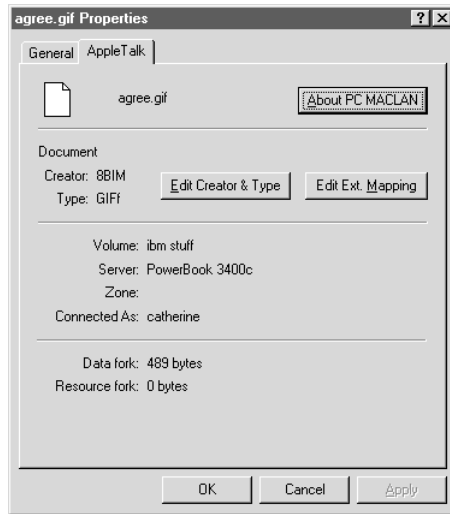 agree.gif Properties
General AppleTalk
agree.gif About PC MACLAN
Document
Creator: 8BIM
Type: GIFf
Edit Creator & Type Edit Ext. Mapping
Volume: ibm stuff
Server: PowerBook 3400c
Zone:
Connected As: catherine
Data fork: 489 bytes
Resource fork: 0 bytes
OK Cancel Apply